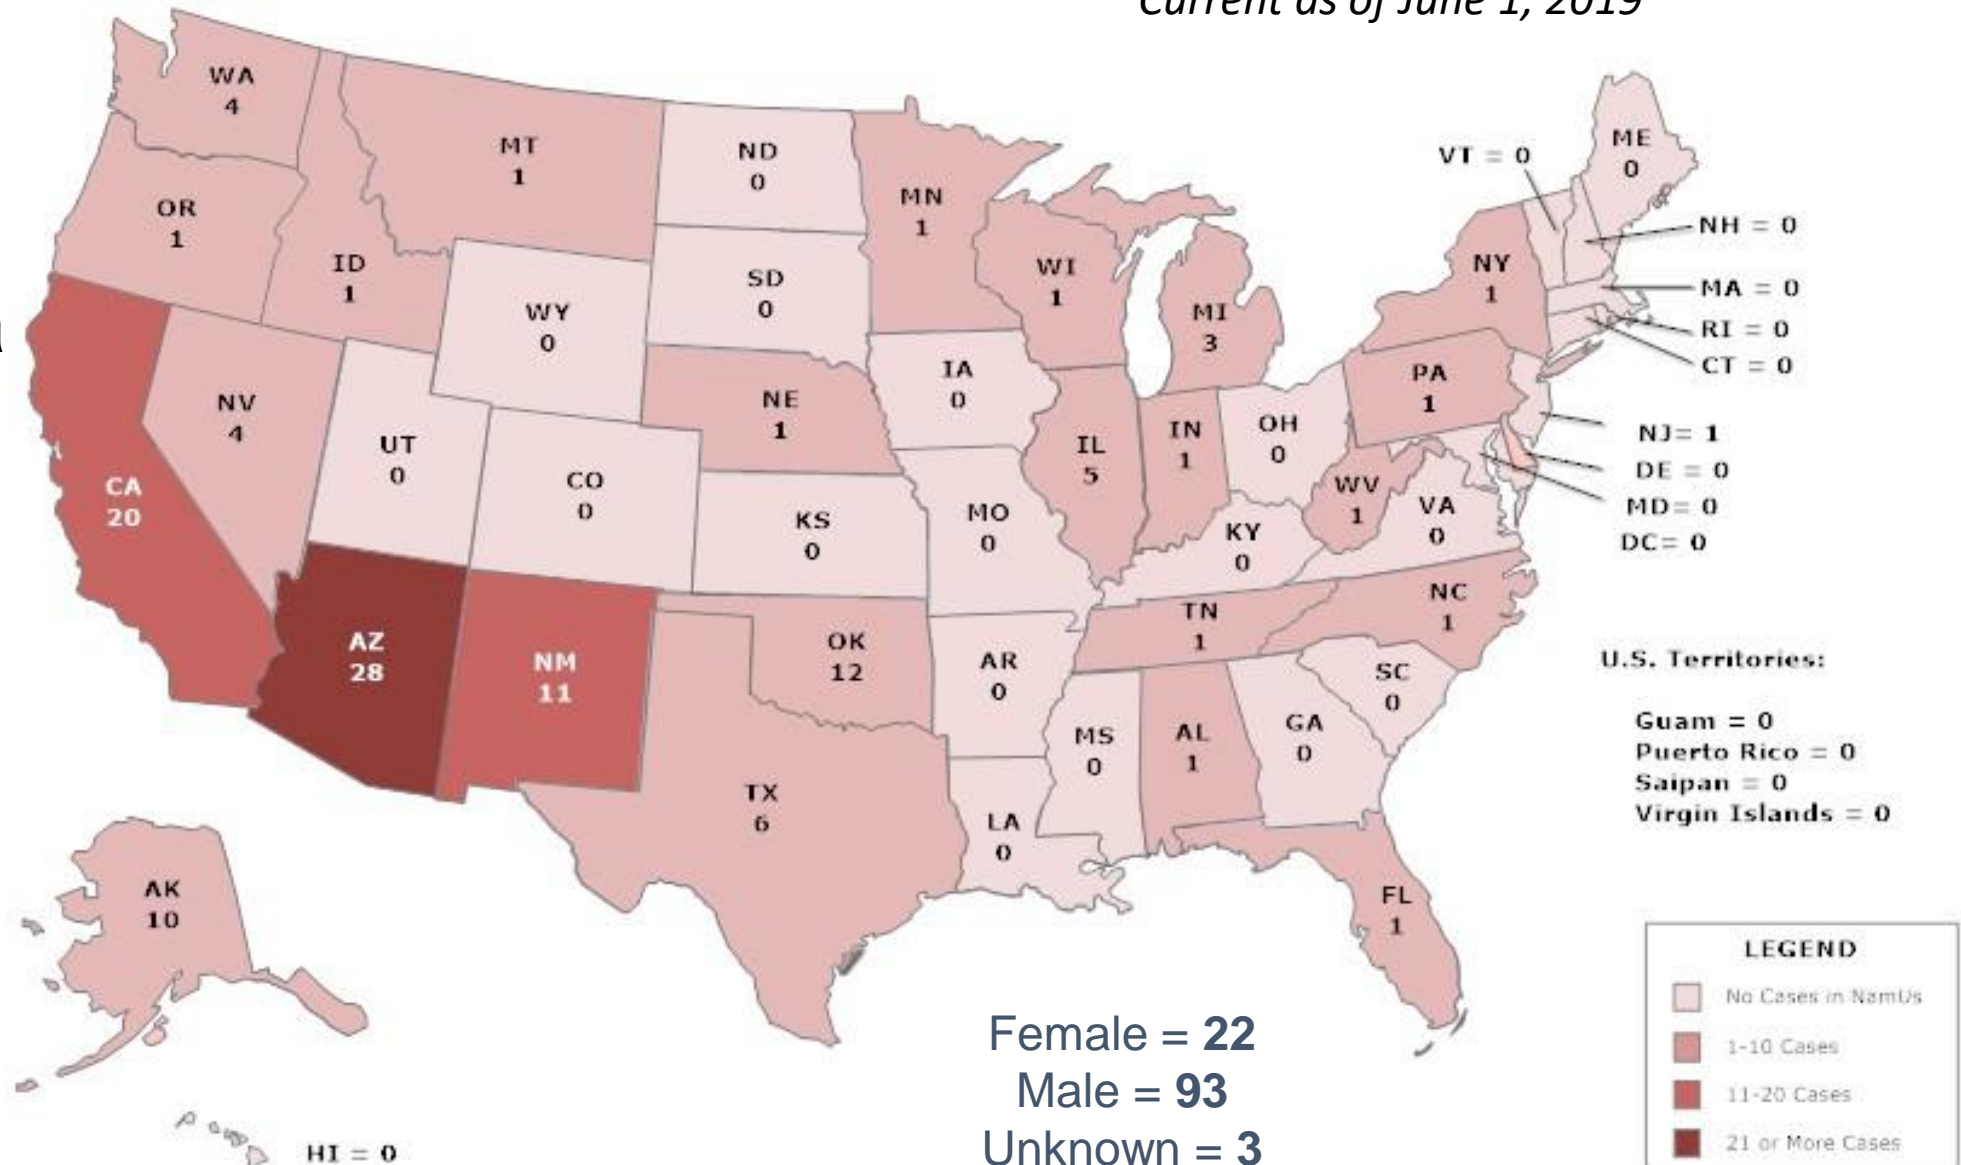 Current as of June 1, 2019
WA
4
MT
1
ND
0
MN
1
OR
1
ID
1
WY
0
SD
0
WI
1
MI
3
NY
1
VT = 0
ME
0
NH = 0
MA = 0
RI = 0
CT = 0
NJ= 1
DE = 0
MD= 0
DC= 0
CA
20
NV
4
UT
0
CO
0
NE
1
KS
0
IA
0
MO
0
IL
5
IN
1
OH
0
PA
1
WV
1
VA
0
KY
0
AZ
28
NM
11
OK
12
TX
6
AR
0
LA
0
TN
1
NC
1
SC
0
MS
0
AL
1
GA
0
FL
1
AK
10
HI = 0
U.S. Territories:
Guam = 0
Puerto Rico = 0
Saipan = 0
Virgin Islands = 0
Female = 22
Male = 93
Unknown = 3
LEGEND
No Cases in NamUs
1-10 Cases
11-20 Cases
21 or More Cases